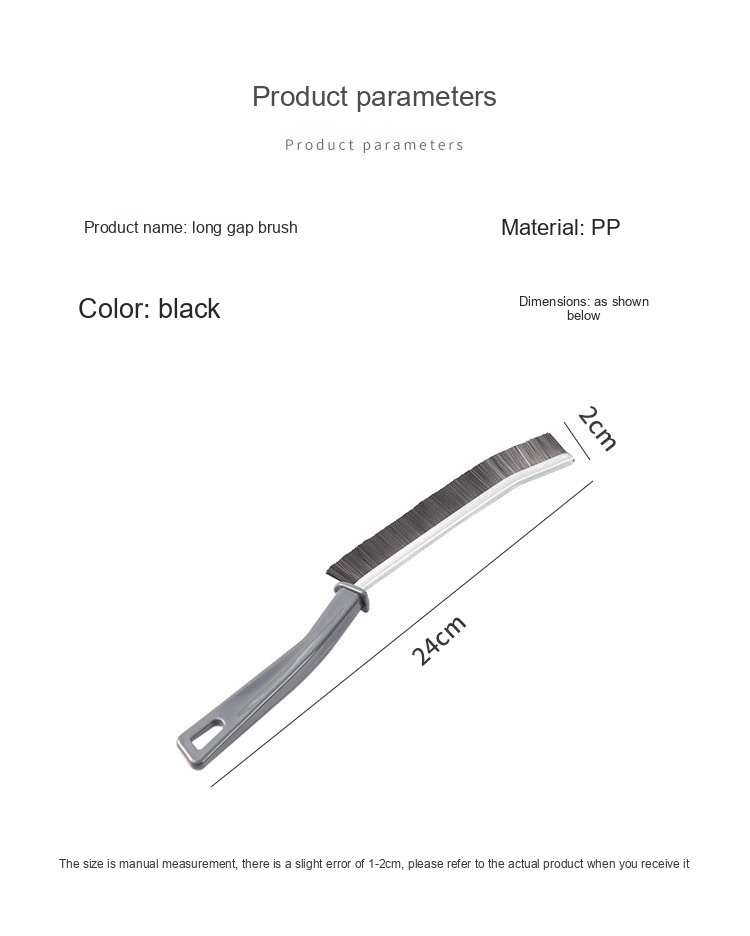 Product parameters
Product parameters
Product name: long gap brush
Material: PP
Color: black
Dimensions: as shown
below
2cm
24cm
The size is manual measurement, there is a slight error of 1-2cm, please refer to the actual product when you receive it